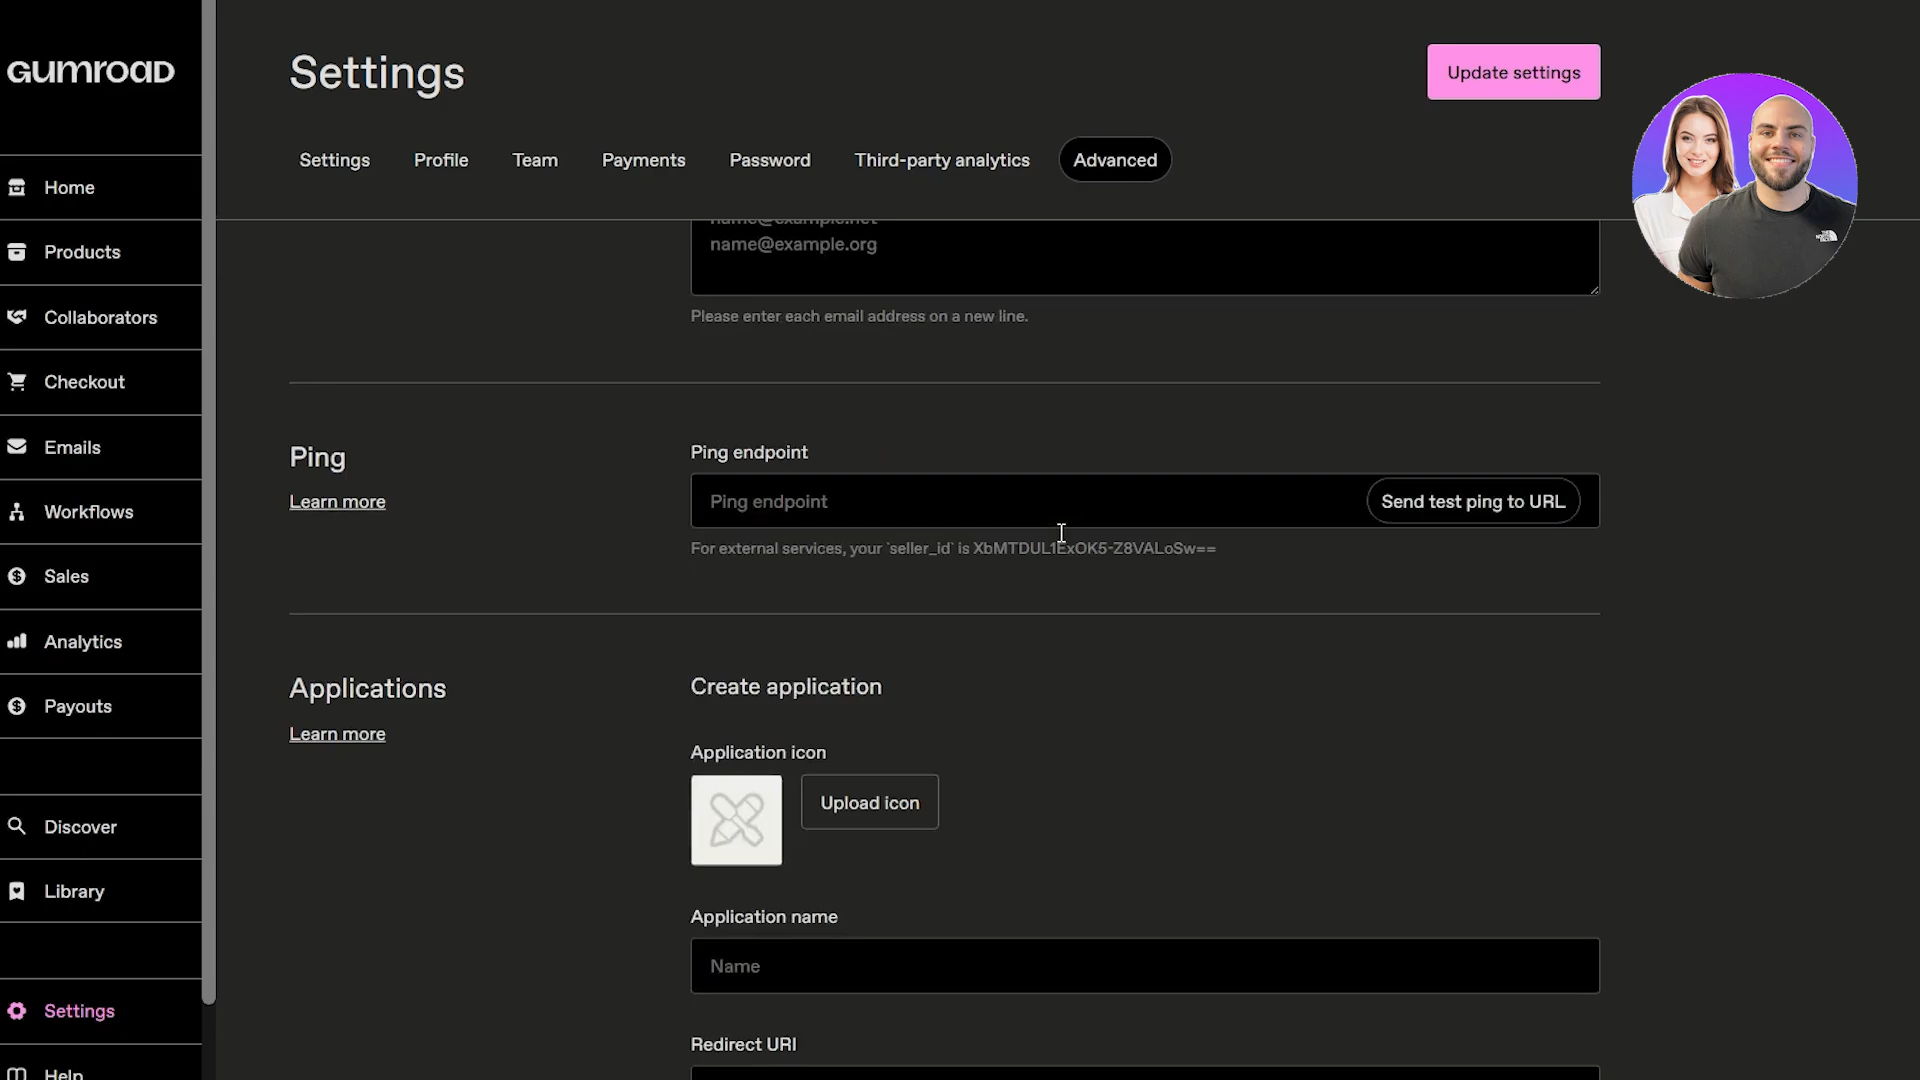 GUMROAD
Home
Products
Collaborators
Checkout
Emails
Workflows
Sales
Analytics
Payouts
Discover
Library
Settings
Help
Settings
Update settings
Settings
Profile
Team
Payments
Password
Third-party analytics
Advanced
name@example.net
name@example.org
Please enter each email address on a new line.
Ping
Learn more
Ping endpoint
Ping endpoint
Send test ping to URL
For external services, your `seller_id` is XbMTDUL1ExOK5-Z8VALoSw==
Applications
Learn more
Create application
Application icon
Upload icon
Application name
Name
Redirect URI